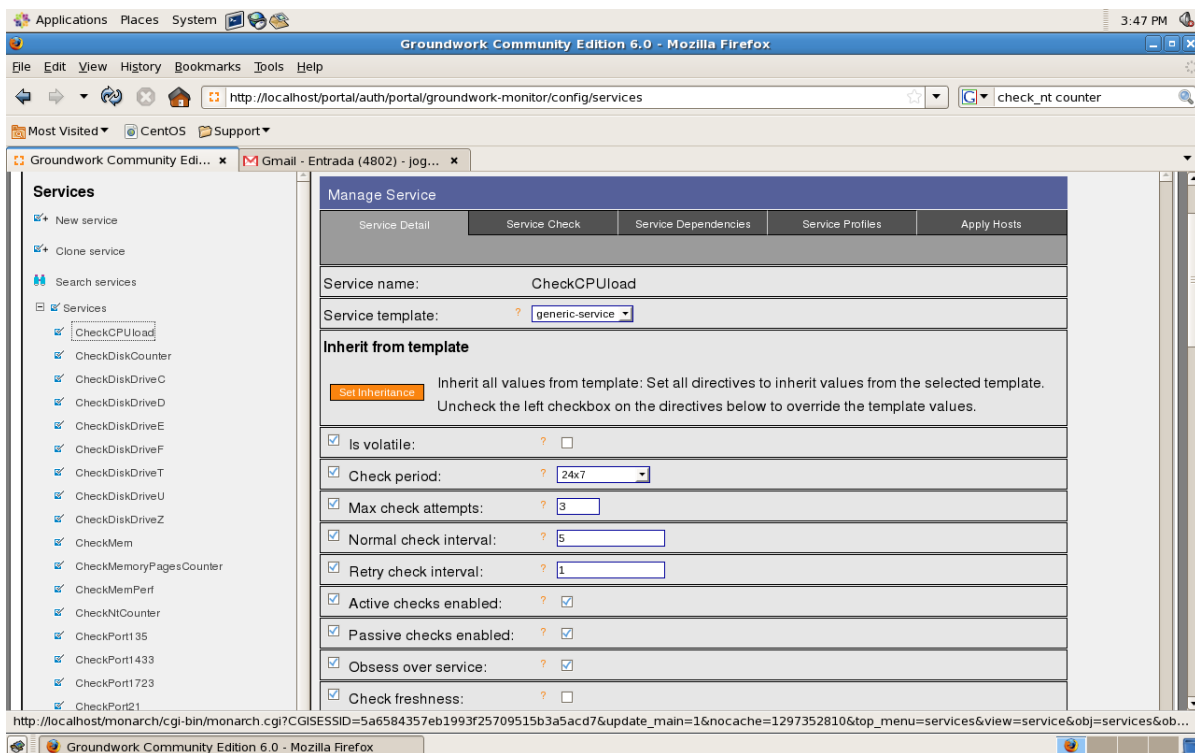 Applications Places System 3:47 PM
Groundwork Community Edition 6.0 - Mozilla Firefox
File Edit View History Bookmarks Tools Help
http://localhost/portal/auth/portal/groundwork-monitor/config/services G check_nt counter
Most Visited CentOS Support
Groundwork Community Edi... Gmail - Entrada (4802) - jog...
Services
New service
Clone service
Search services
Services
CheckCPUload
CheckDiskCounter
CheckDiskDriveC
CheckDiskDriveD
CheckDiskDriveE
CheckDiskDriveF
CheckDiskDriveT
CheckDiskDriveU
CheckDiskDriveZ
CheckMem
CheckMemoryPagesCounter
CheckMemPerf
CheckNtCounter
CheckPort135
CheckPort1433
CheckPort1723
CheckPort21
Manage Service
Service Detail Service Check Service Dependencies Service Profiles Apply Hosts
Service name: CheckCPUload
Service template: ? generic-service
Inherit from template
Set Inheritance Inherit all values from template: Set all directives to inherit values from the selected template.
Uncheck the left checkbox on the directives below to override the template values.
Is volatile: ?
Check period: ? 24x7
Max check attempts: ? 3
Normal check interval: ? 5
Retry check interval: ? 1
Active checks enabled: ?
Passive checks enabled: ?
Obsess over service: ?
Check freshness: ?
http://localhost/monarch/cgi-bin/monarch.cgi?CGISESSID=5a6584357eb1993f25709515b3a5acd7&update_main=1&nocache=1297352810&top_menu=services&view=service&obj=services&ob...
Groundwork Community Edition 6.0 - Mozilla Firefox